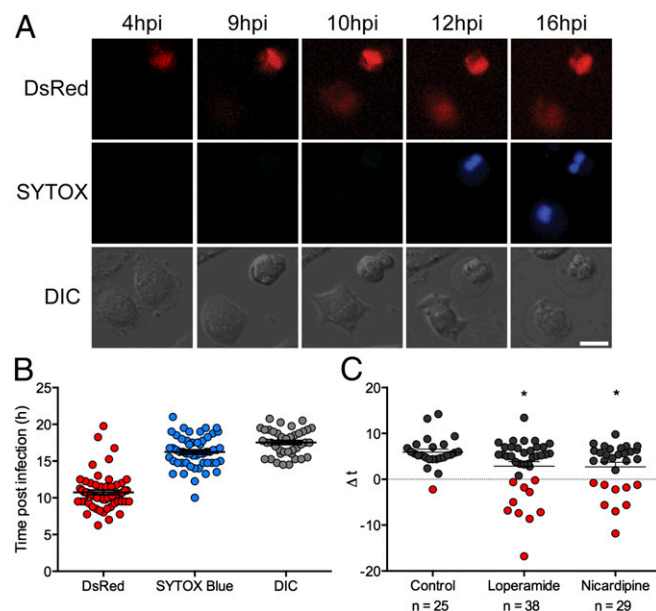 A
4hpi 9hpi 10hpi 12hpi 16hpi
DsRed
SYTOX
DIC
B
Time post infection (h)
25
20
15
10
5
0
DsRed SYTOX Blue DIC
C
Δt
20
10
0
-10
-20
* *
Control Loperamide Nicardipine
n = 25 n = 38 n = 29